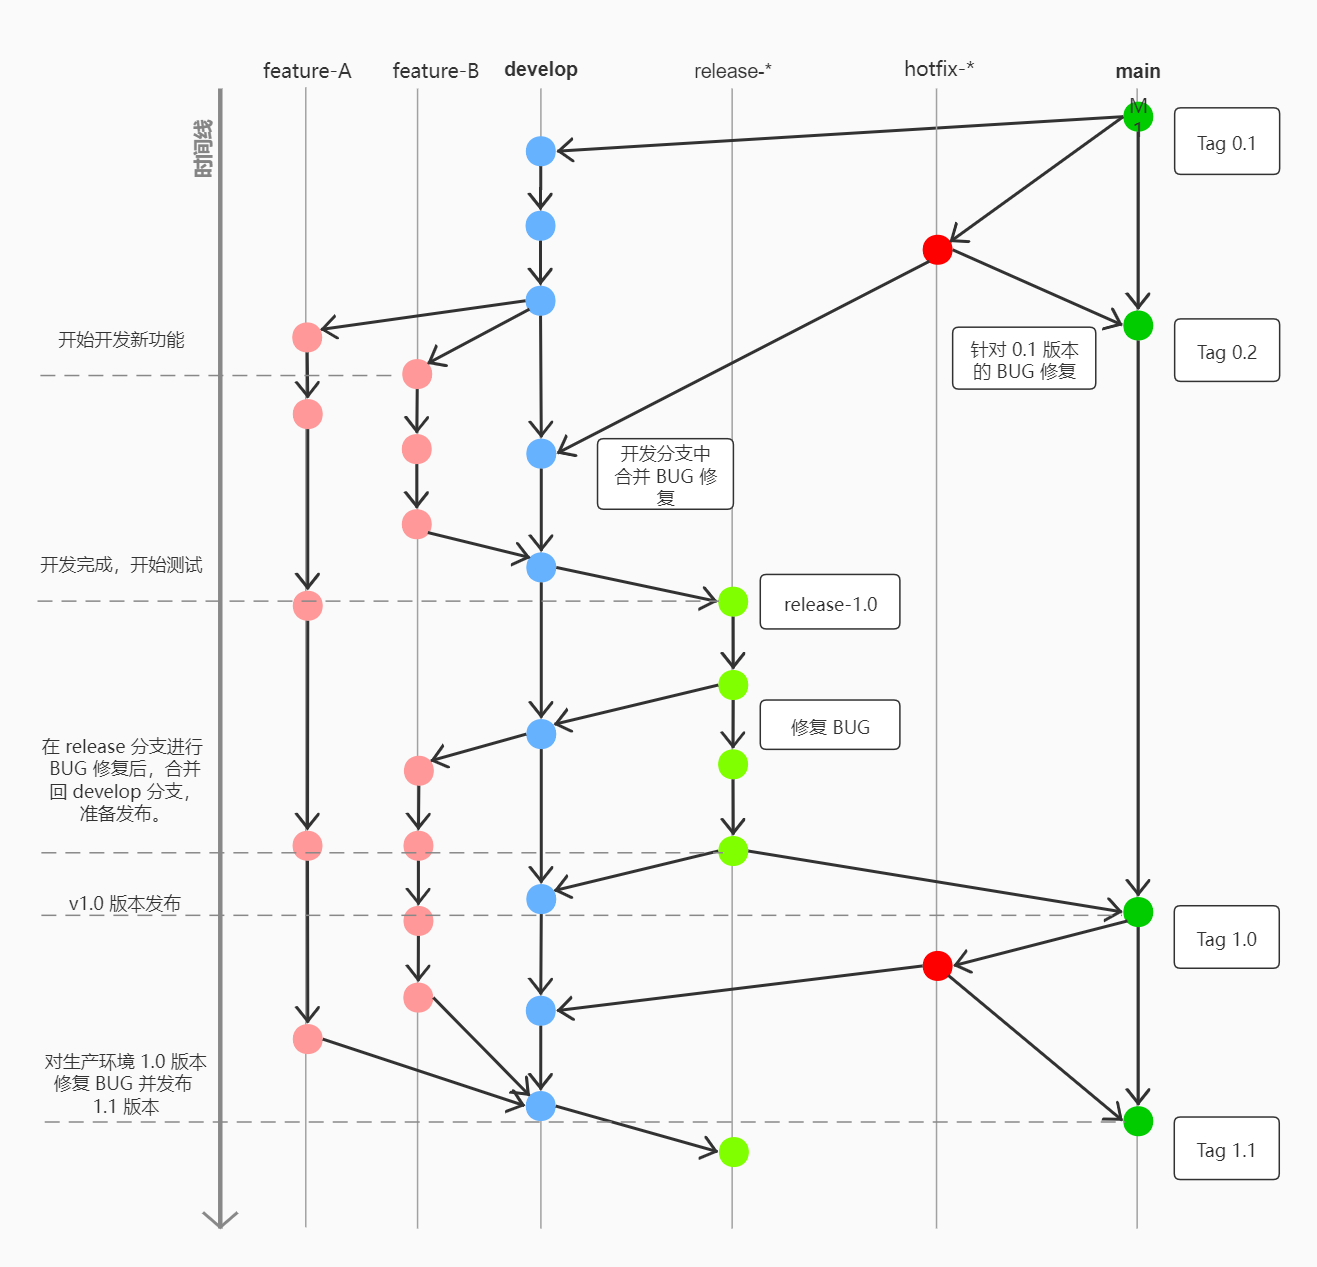 feature-A
feature-B
develop
release-*
hotfix-*
main
时间线
M
1
Tag 0.1
开始开发新功能
针对 0.1 版本
的 BUG 修复
Tag 0.2
开发分支中
合并 BUG 修
复
开发完成，开始测试
release-1.0
修复 BUG
在 release 分支进行
BUG 修复后，合并
回 develop 分支，
准备发布。
v1.0 版本发布
Tag 1.0
对生产环境 1.0 版本
修复 BUG 并发布
1.1 版本
Tag 1.1